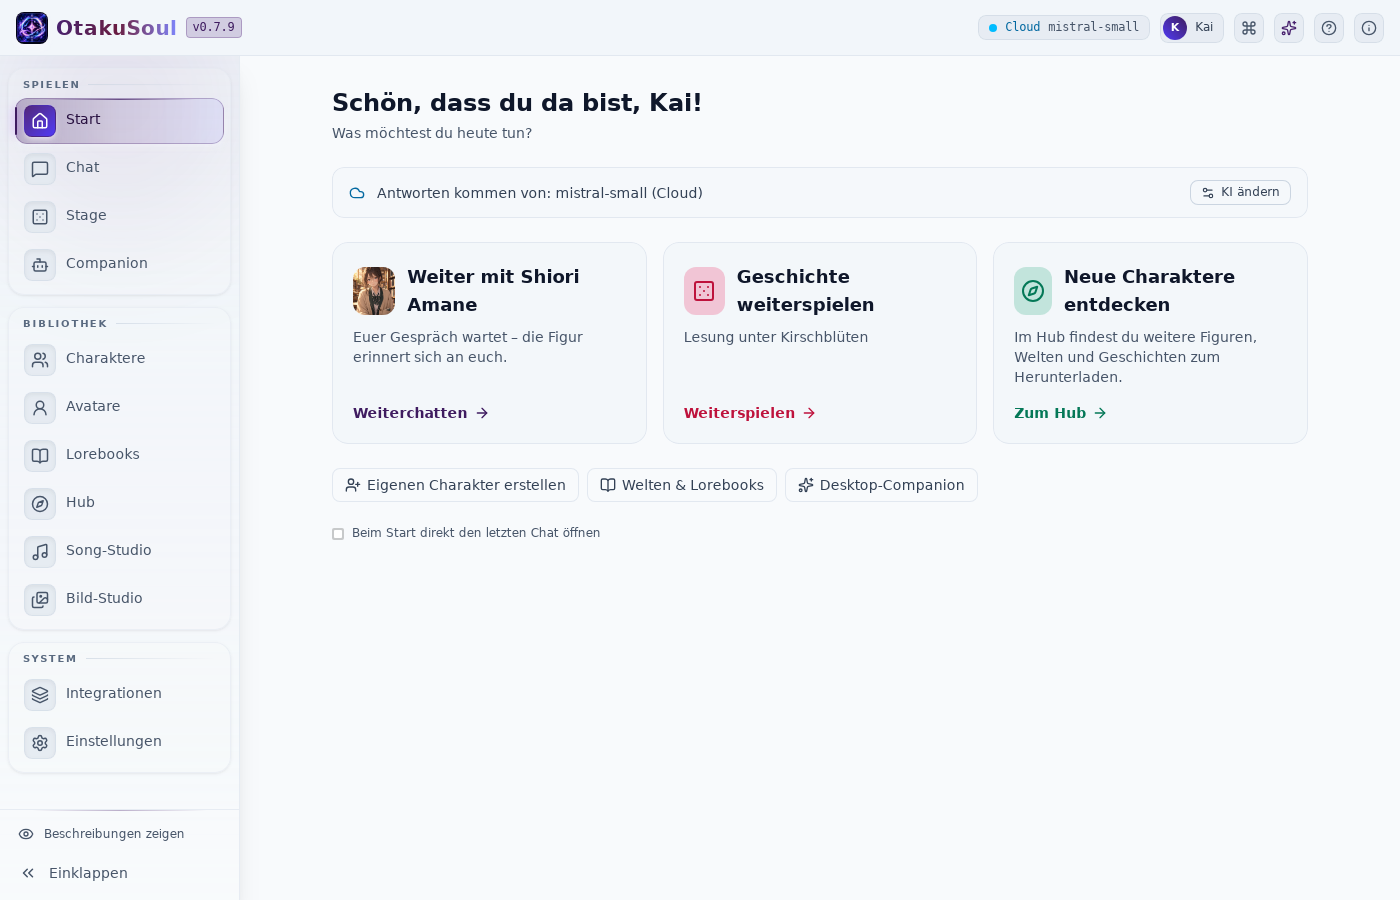 OtakuSoul v0.7.9
Cloud mistral-small
K Kai
SPIELEN
Start
Chat
Stage
Companion
BIBLIOTHEK
Charaktere
Avatare
Lorebooks
Hub
Song-Studio
Bild-Studio
SYSTEM
Integrationen
Einstellungen
Beschreibungen zeigen
Einklappen
Schön, dass du da bist, Kai!
Was möchtest du heute tun?
Antworten kommen von: mistral-small (Cloud)
KI ändern
Weiter mit Shiori
Amane
Euer Gespräch wartet – die Figur
erinnert sich an euch.
Weiterchatten
Geschichte
weiterspielen
Lesung unter Kirschblüten
Weiterspielen
Neue Charaktere
entdecken
Im Hub findest du weitere Figuren,
Welten und Geschichten zum
Herunterladen.
Zum Hub
Eigenen Charakter erstellen
Welten & Lorebooks
Desktop-Companion
Beim Start direkt den letzten Chat öffnen